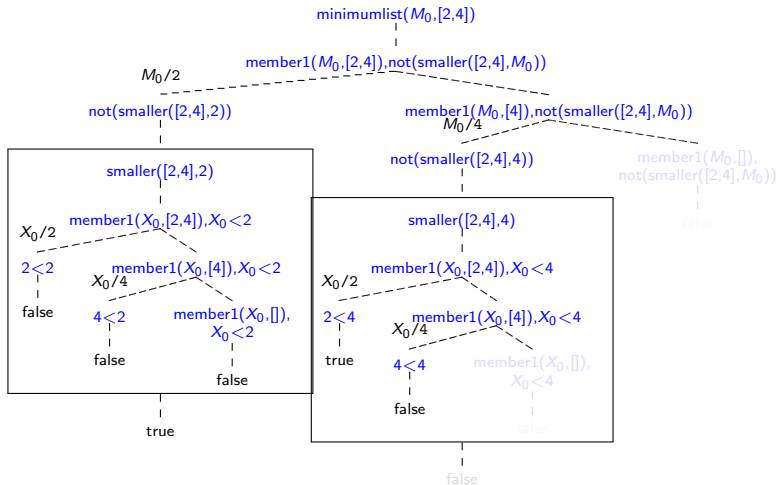 minimumlist(M₀,[2,4])
member1(M₀,[2,4]),not(smaller([2,4],M₀))
M₀/2
not(smaller([2,4],2))
member1(M₀,[4]),not(smaller([2,4],M₀))
M₀/4
not(smaller([2,4],4))
member1(M₀,[]),
not(smaller([2,4],M₀))
false
smaller([2,4],2)
member1(X₀,[2,4]),X₀<2
X₀/2
2<2
false
member1(X₀,[4]),X₀<2
X₀/4
4<2
false
member1(X₀,[]),
X₀<2
false
true
smaller([2,4],4)
member1(X₀,[2,4]),X₀<4
X₀/2
2<4
true
member1(X₀,[4]),X₀<4
X₀/4
4<4
false
member1(X₀,[]),
X₀<4
false
false